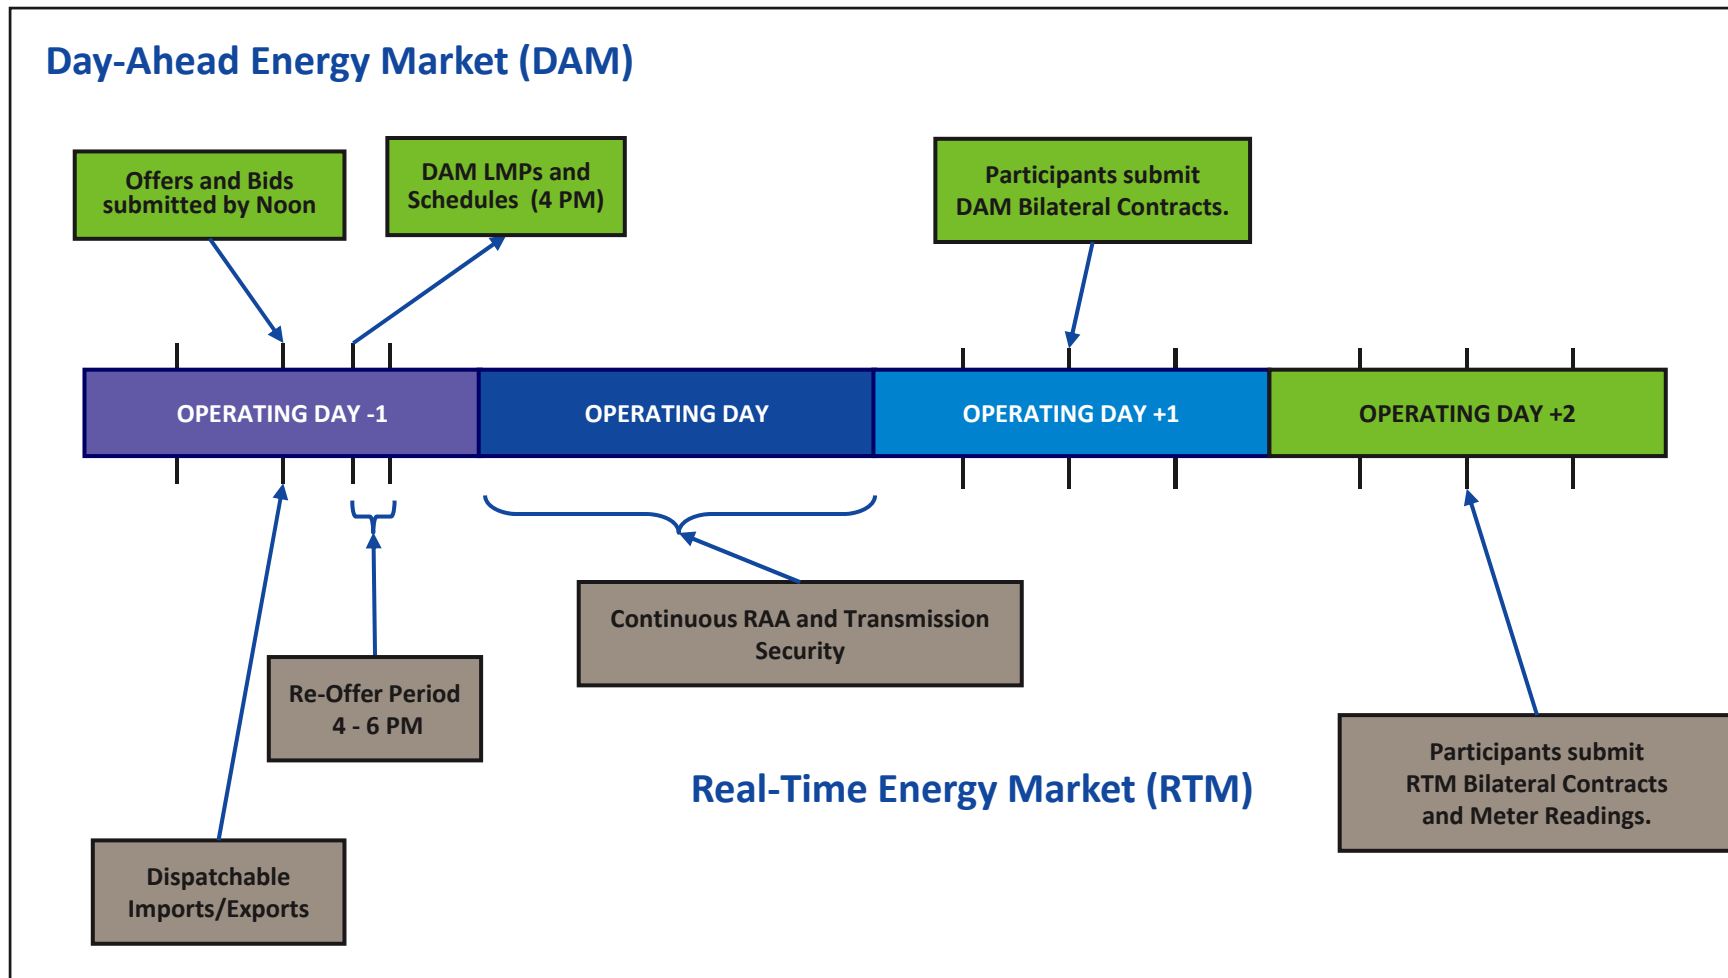 Day-Ahead Energy Market (DAM)
Offers and Bids
submitted by Noon
DAM LMPs and
Schedules (4 PM)
Participants submit
DAM Bilateral Contracts.
OPERATING DAY -1
OPERATING DAY
OPERATING DAY +1
OPERATING DAY +2
Continuous RAA and Transmission
Security
Re-Offer Period
4 - 6 PM
Real-Time Energy Market (RTM)
Participants submit
RTM Bilateral Contracts
and Meter Readings.
Dispatchable
Imports/Exports